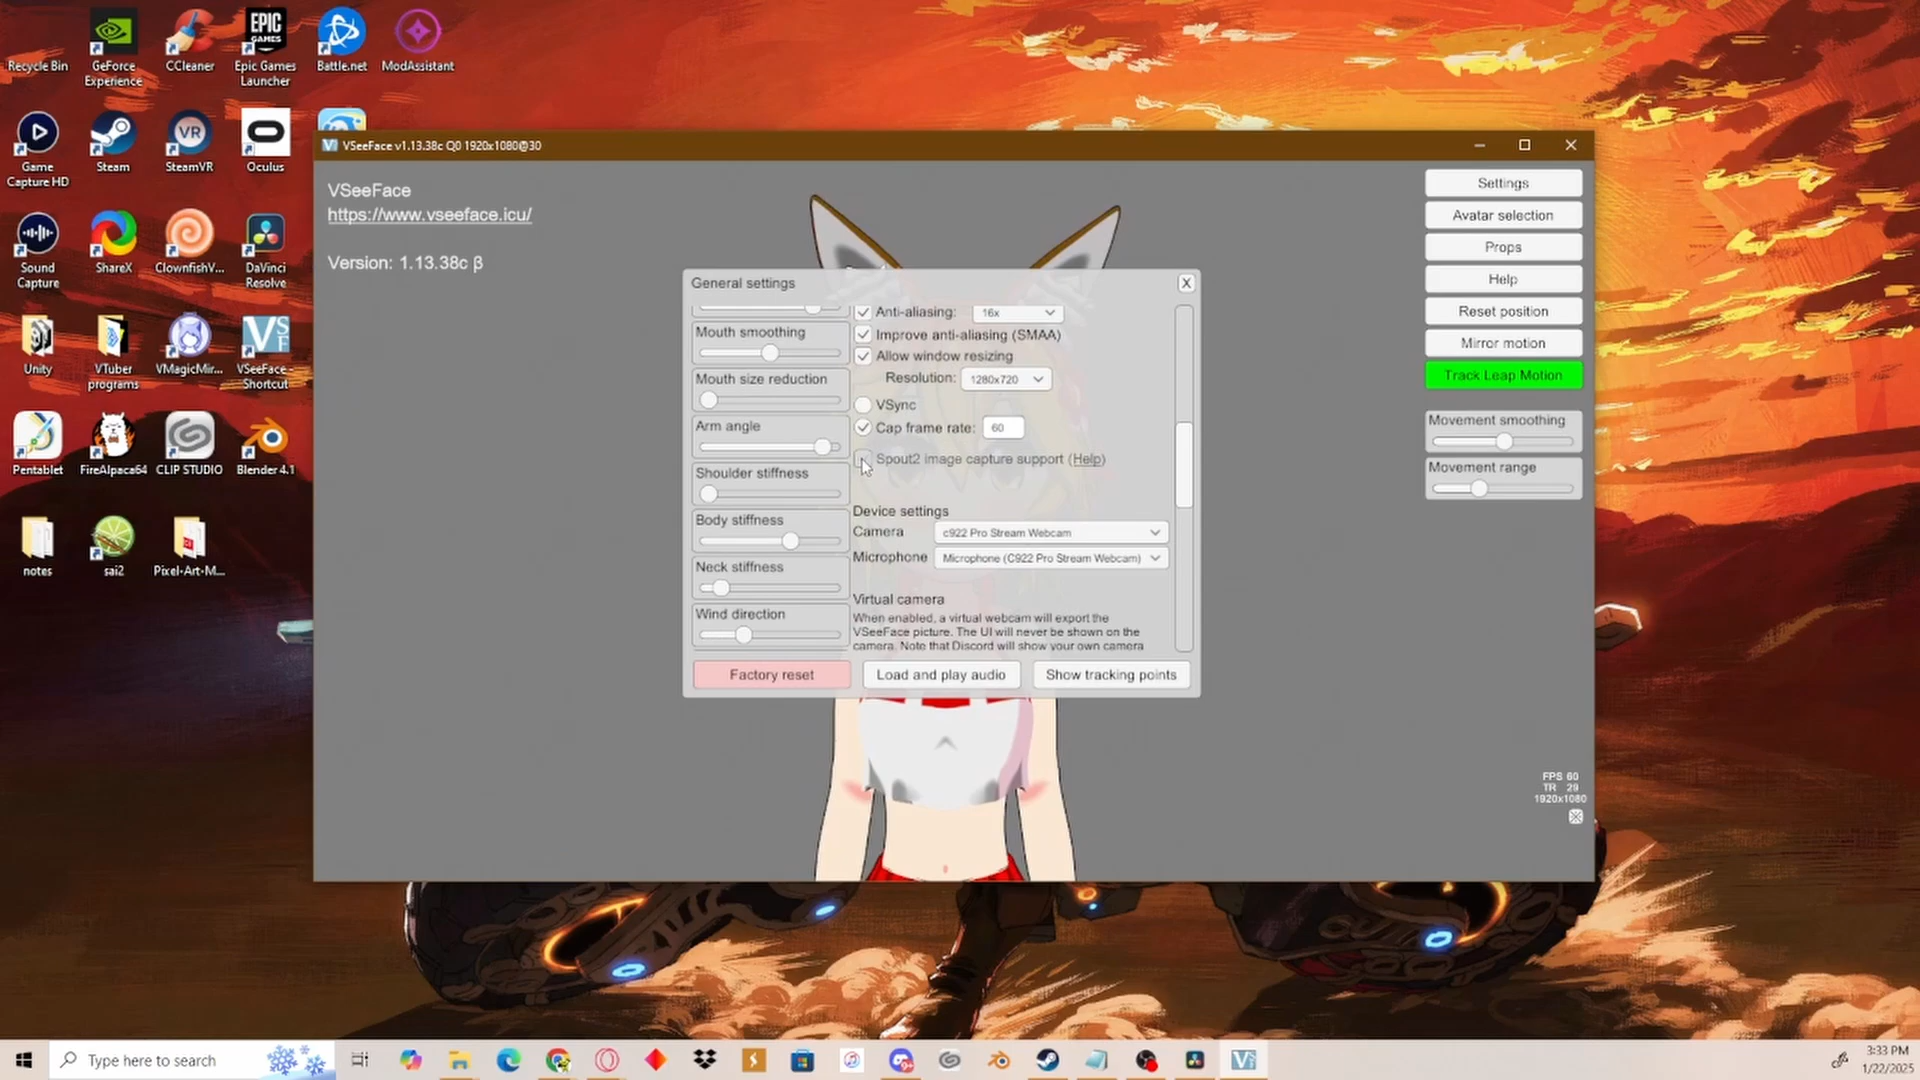 Recycle Bin
GeForce
Experience
CCleaner
Epic Games
Launcher
Battle.net
ModAssistant
EPIC
GAMES
Game
Capture HD
Steam
VR
SteamVR
Oculus
Sound
Capture
ShareX
ClownfishV...
DaVinci
Resolve
Unity
VTuber
programs
VMagicMir...
VSeeFace -
Shortcut
Pentablet
FireAlpaca64
CLIP STUDIO
Blender 4.1
notes
sai2
Pixel-Art-M...
VSeeFace v1.13.38c Q0 1920x1080@30
VSeeFace
https://www.vseeface.icu/
Version: 1.13.38c β
Settings
Avatar selection
Props
Help
Reset position
Mirror motion
Track Leap Motion
Movement smoothing
Movement range
General settings
X
Mouth smoothing
Mouth size reduction
Arm angle
Shoulder stiffness
Body stiffness
Neck stiffness
Wind direction
Anti-aliasing: 16x
Improve anti-aliasing (SMAA)
Allow window resizing
Resolution: 1280x720
VSync
Cap frame rate: 60
Spout2 image capture support (Help)
Device settings
Camera c922 Pro Stream Webcam
Microphone Microphone (C922 Pro Stream Webcam)
Virtual camera
When enabled, a virtual webcam will export the
VSeeFace picture. The UI will never be shown on the
camera. Note that Discord will show your own camera
Factory reset
Load and play audio
Show tracking points
FPS 60
TR 29
1920x1080
Type here to search
3:33 PM
1/22/2025